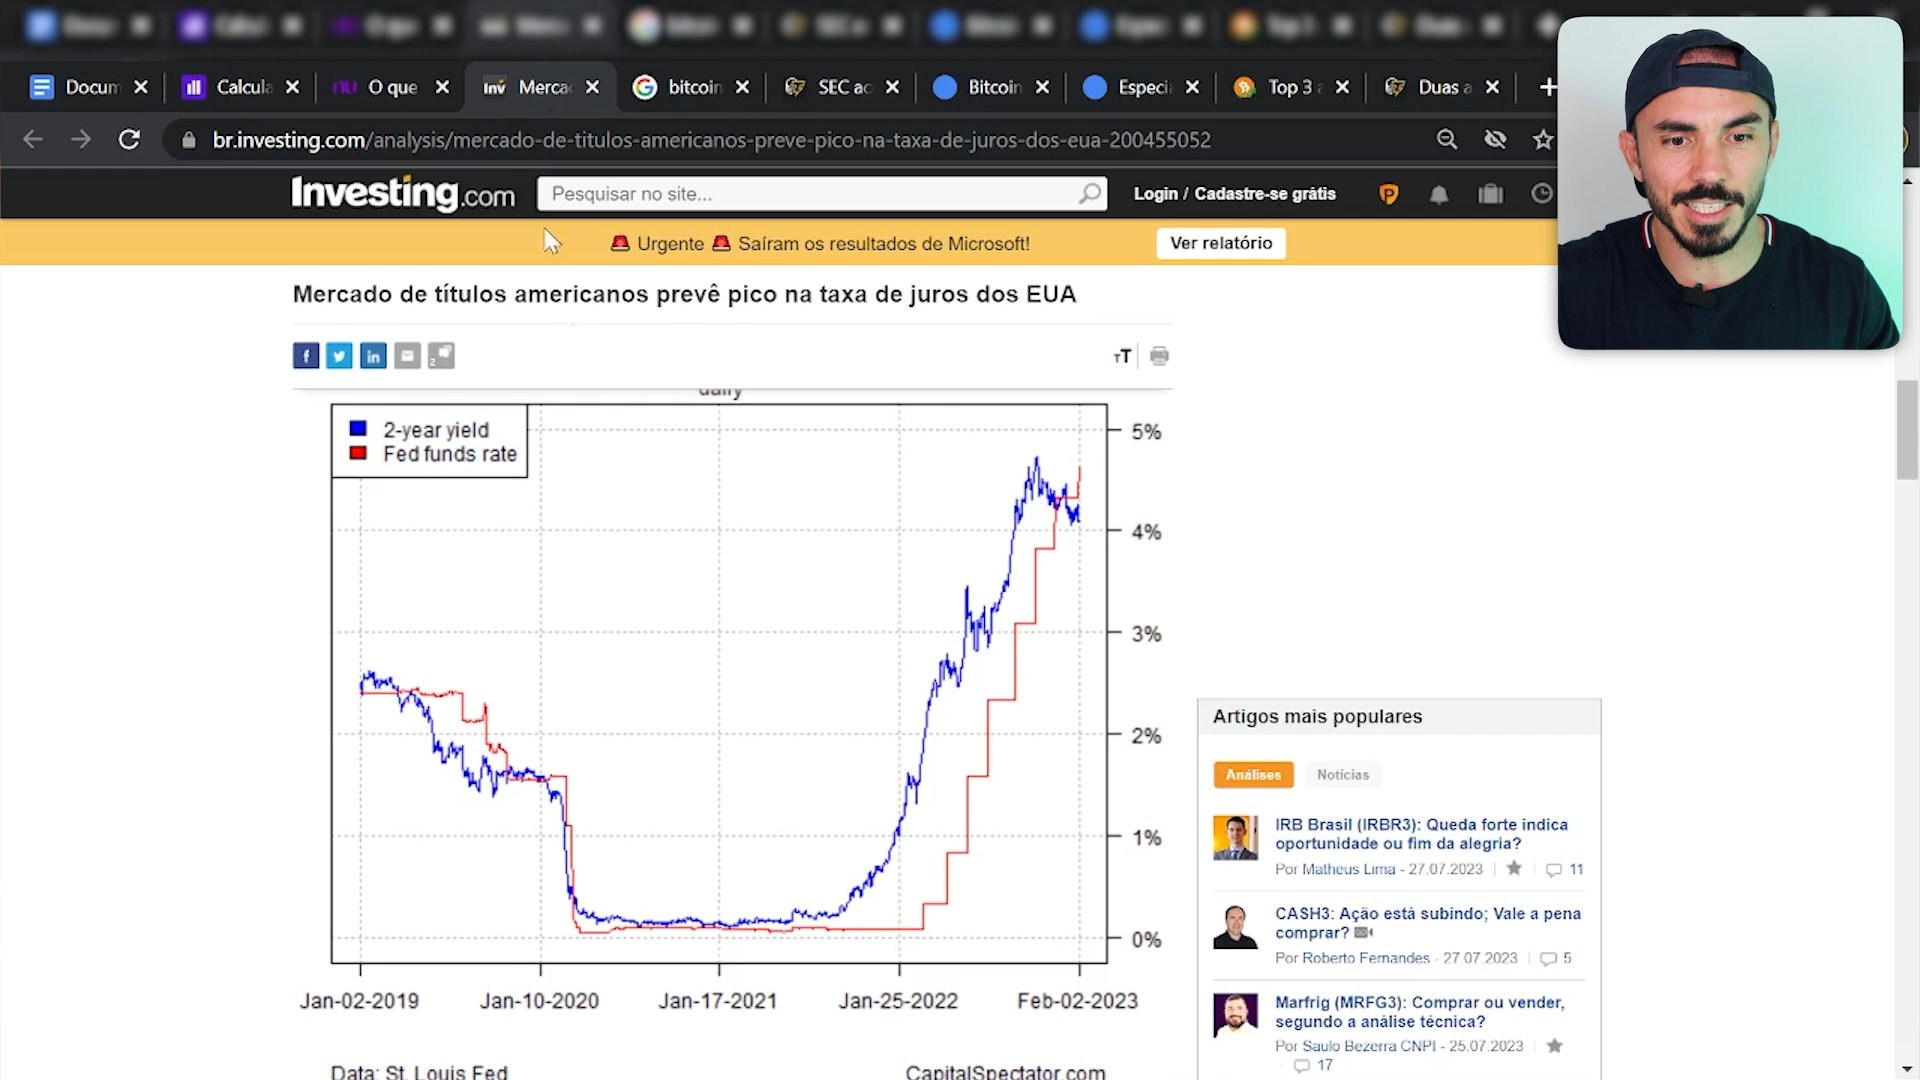 Docum
Calcula
nu O que
Inv Merca
bitcoin
SEC ac
Bitcoin
Especi
Top 3 a
Duas a
br.investing.com/analysis/mercado-de-titulos-americanos-preve-pico-na-taxa-de-juros-dos-eua-200455052
Investing.com
Pesquisar no site...
Login / Cadastre-se grátis
Urgente Saíram os resultados de Microsoft!
Ver relatório
Mercado de títulos americanos prevê pico na taxa de juros dos EUA
2
TT
daily
2-year yield
Fed funds rate
5%
4%
3%
2%
1%
0%
Jan-02-2019 Jan-10-2020 Jan-17-2021 Jan-25-2022 Feb-02-2023
Data: St. Louis Fed
CapitalSpectator.com
Artigos mais populares
Análises Notícias
IRB Brasil (IRBR3): Queda forte indica
oportunidade ou fim da alegria?
Por Matheus Lima - 27.07.2023 11
CASH3: Ação está subindo; Vale a pena
comprar?
Por Roberto Fernandes - 27.07.2023 5
Marfrig (MRFG3): Comprar ou vender,
segundo a análise técnica?
Por Saulo Bezerra CNPI - 25.07.2023
17